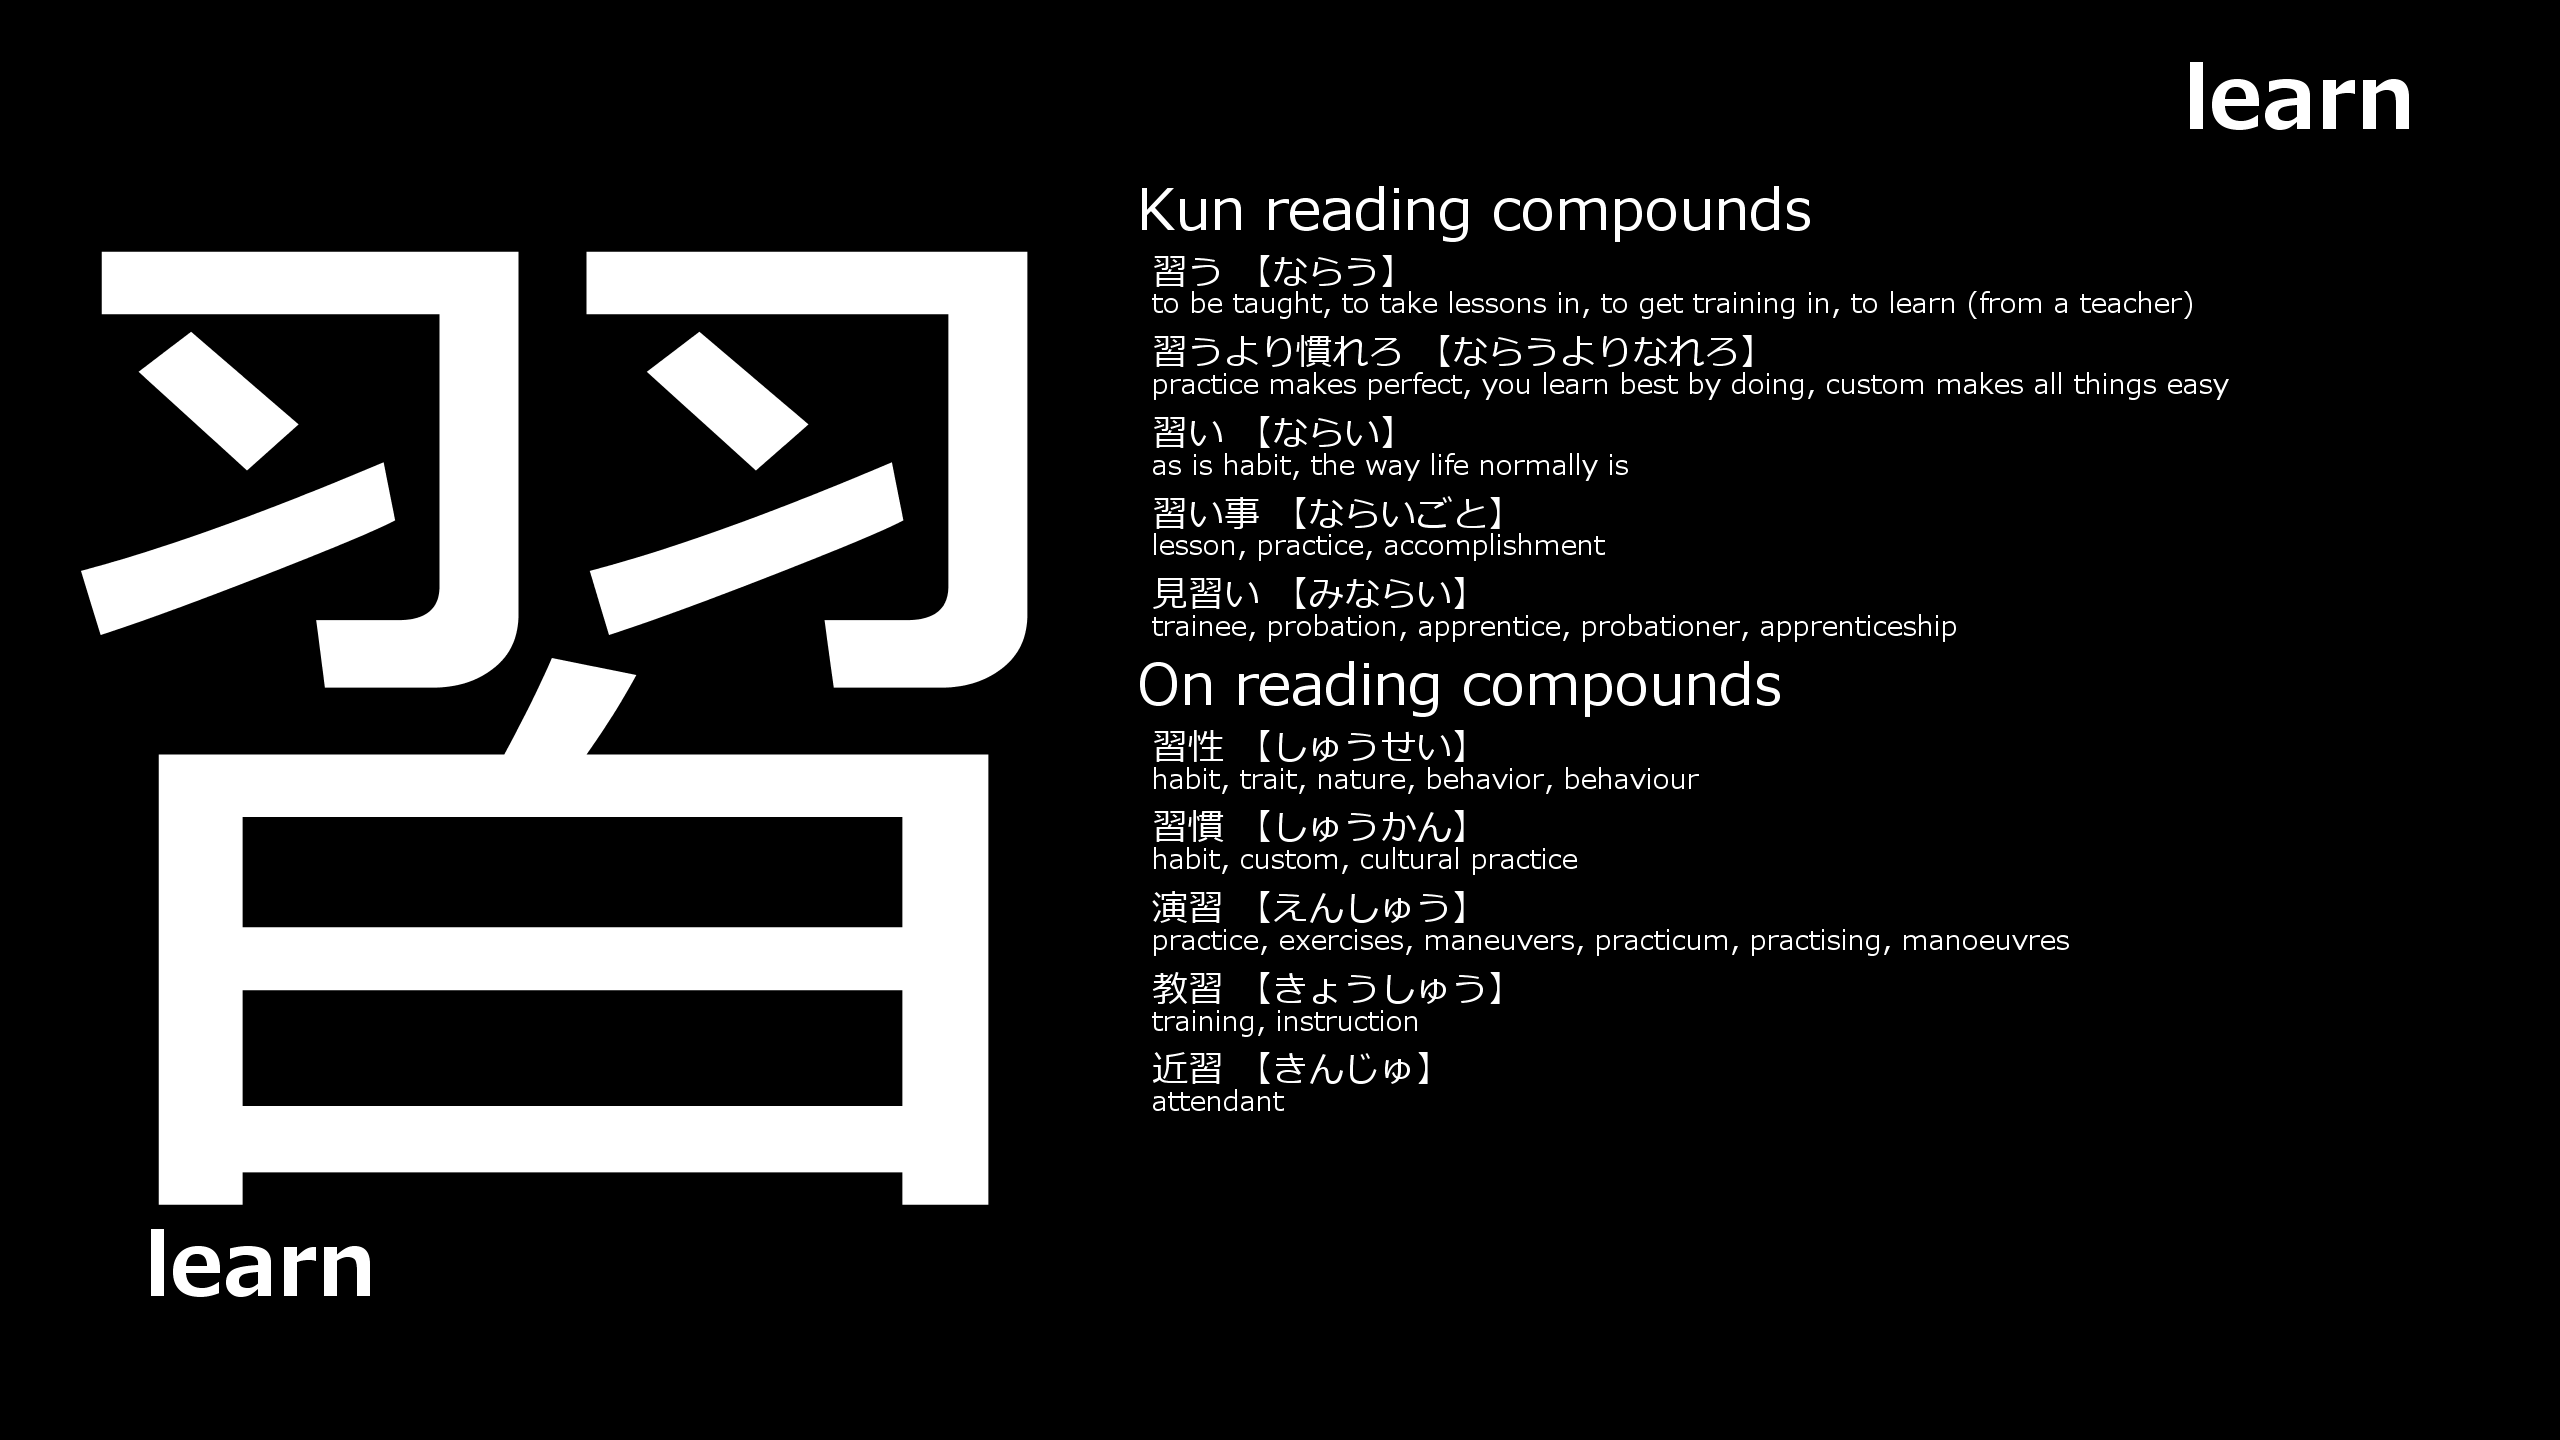 learn
習
learn
Kun reading compounds
習う 【ならう】
to be taught, to take lessons in, to get training in, to learn (from a teacher)
習うより慣れろ 【ならうよりなれろ】
practice makes perfect, you learn best by doing, custom makes all things easy
習い 【ならい】
as is habit, the way life normally is
習い事 【ならいごと】
lesson, practice, accomplishment
見習い 【みならい】
trainee, probation, apprentice, probationer, apprenticeship
On reading compounds
習性 【しゅうせい】
habit, trait, nature, behavior, behaviour
習慣 【しゅうかん】
habit, custom, cultural practice
演習 【えんしゅう】
practice, exercises, maneuvers, practicum, practising, manoeuvres
教習 【きょうしゅう】
training, instruction
近習 【きんじゅ】
attendant